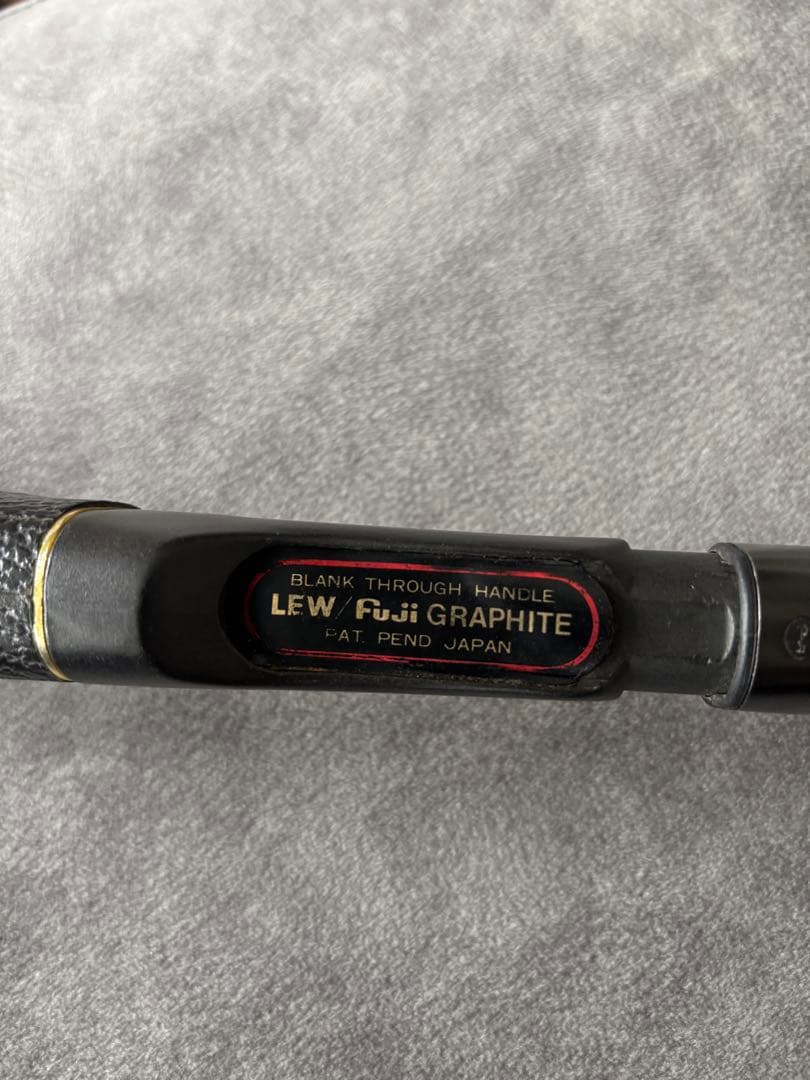 BLANK THROUGH HANDLE
LEW/Fuji GRAPHITE
PAT. PEND JAPAN